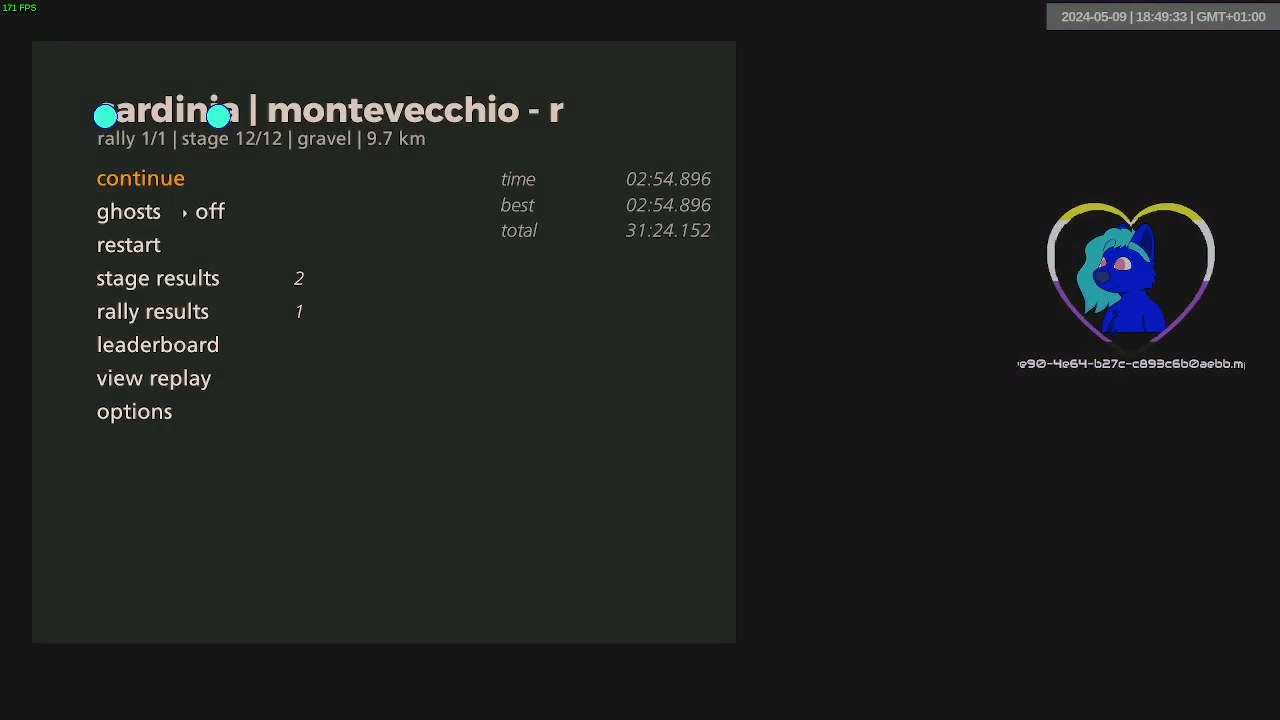 171 FPS
2024-05-09 | 18:49:33 | GMT+01:00
sardinia | montevecchio - r
rally 1/1 | stage 12/12 | gravel | 9.7 km
continue
time 02:54.896
ghosts off
best 02:54.896
total 31:24.152
restart
stage results 2
rally results 1
leaderboard
view replay
options
e90-4e64-b27c-c893c6b0aebb.m